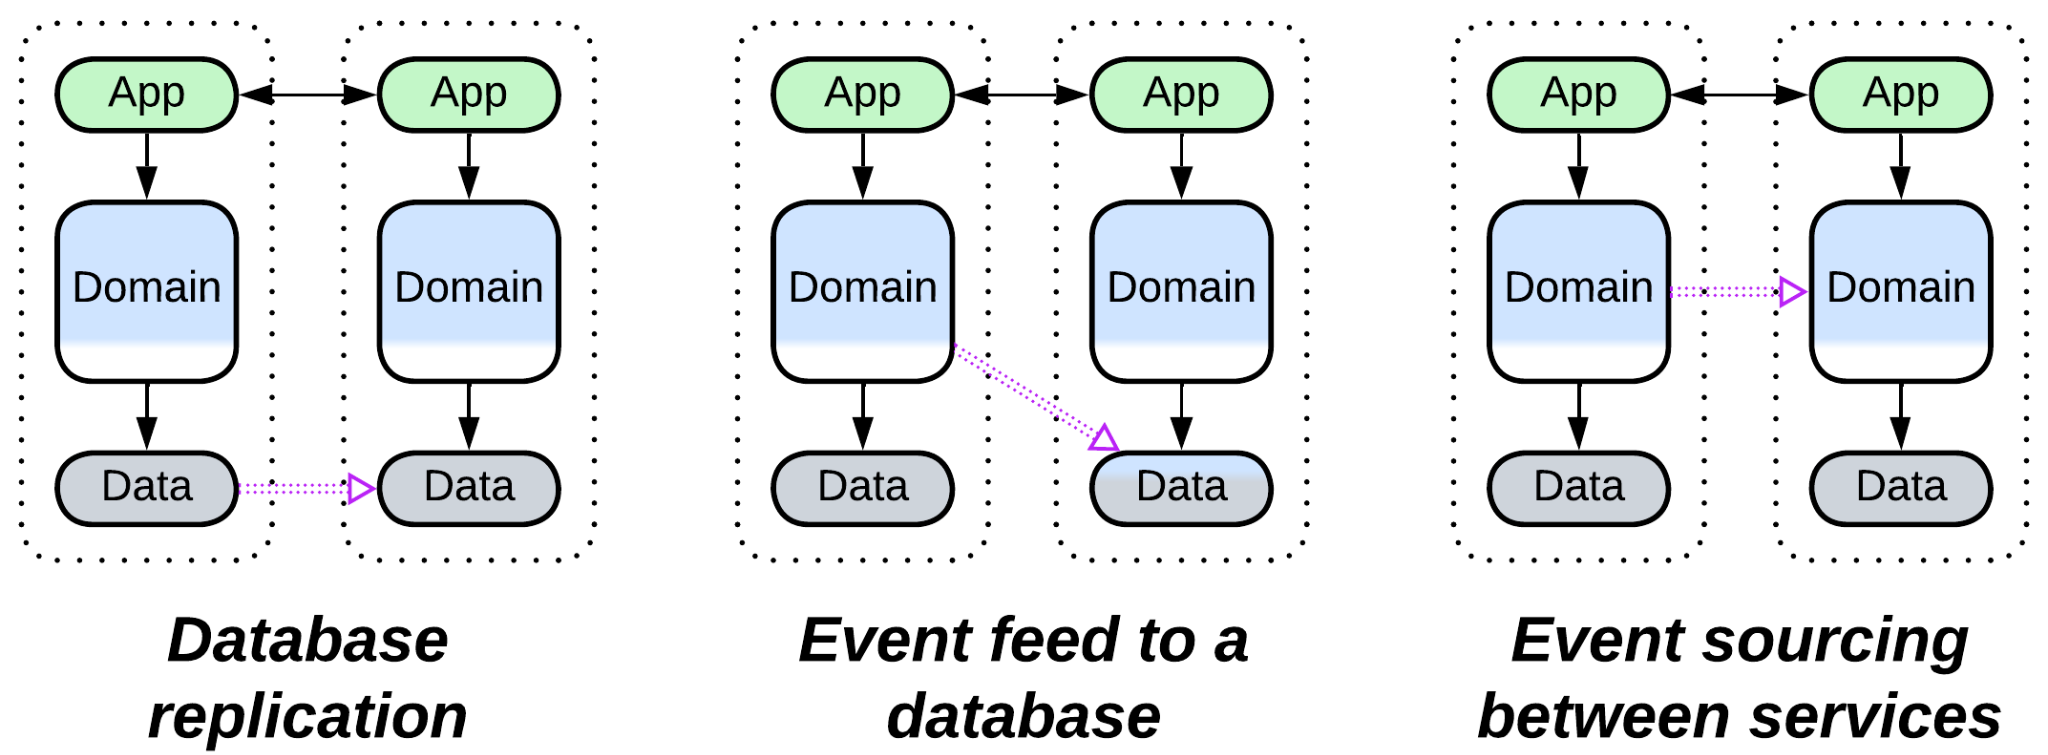 App
App
Domain
Domain
Data
Data
Database
replication
App
App
Domain
Domain
Data
Data
Event feed to a
database
App
App
Domain
Domain
Data
Data
Event sourcing
between services